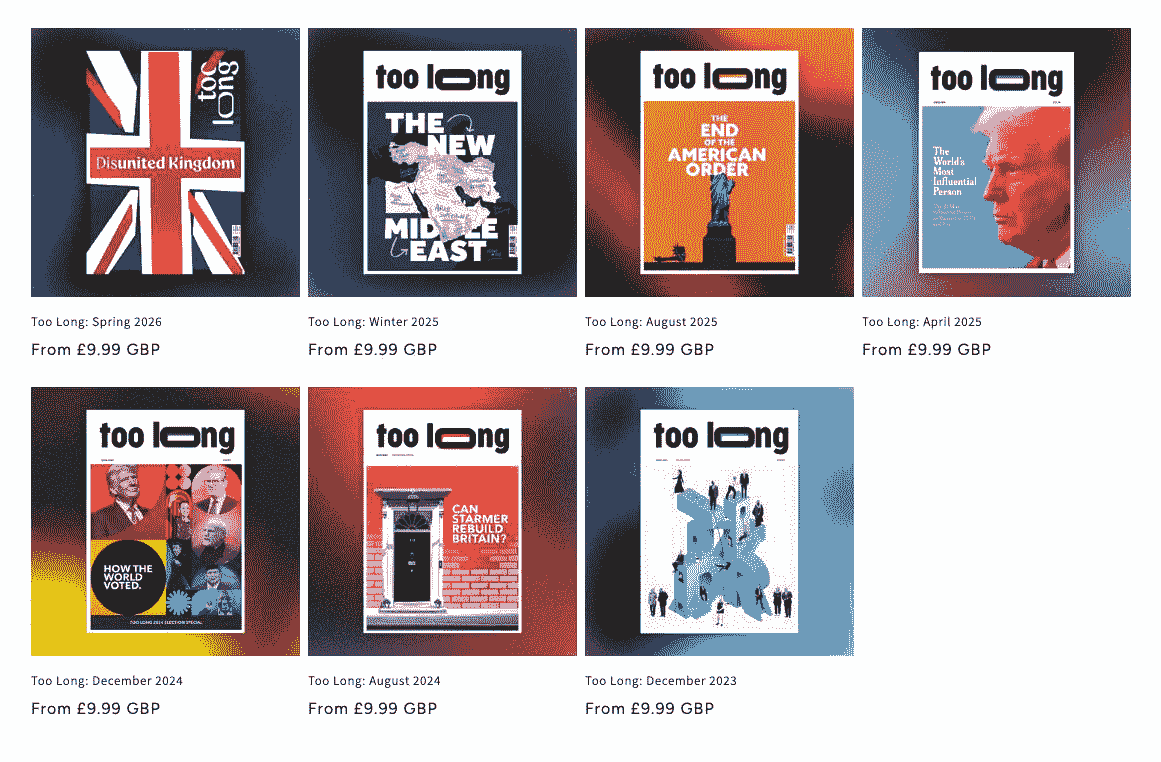 too
long
Disunited Kingdom
too long
THE
NEW
MIDDLE
EAST
too long
THE
END
OF THE
AMERICAN
ORDER
too long
The
World's
Most
Influential
Person
Too Long: Spring 2026
Too Long: Winter 2025
Too Long: August 2025
Too Long: April 2025
From £9.99 GBP
From £9.99 GBP
From £9.99 GBP
From £9.99 GBP
too long
HOW THE
WORLD
VOTED.
TOO LONG 2024 ELECTION SPECIAL
too long
CAN
STARMER
REBUILD
BRITAIN?
too long
Too Long: December 2024
Too Long: August 2024
Too Long: December 2023
From £9.99 GBP
From £9.99 GBP
From £9.99 GBP